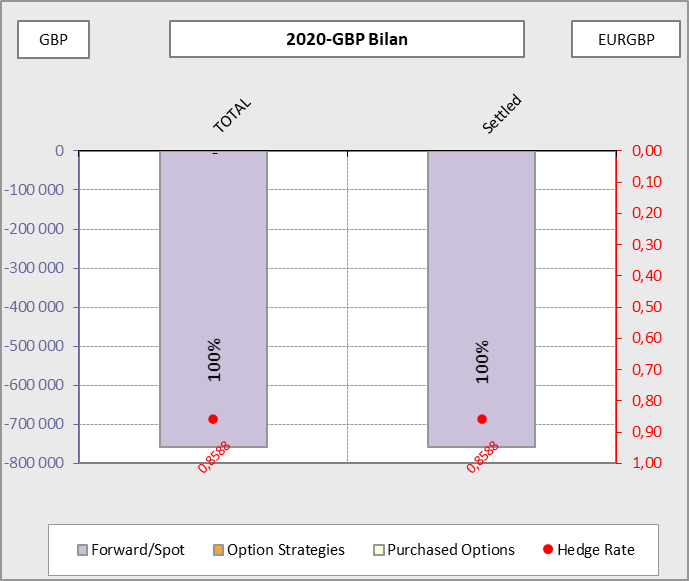 GBP
2020-GBP Bilan
EURGBP
TOTAL
Settled
0
-100 000
-200 000
-300 000
-400 000
-500 000
-600 000
-700 000
-800 000
0,00
0,10
0,20
0,30
0,40
0,50
0,60
0,70
0,80
0,90
1,00
100%
100%
0,8588
0,8588
Forward/Spot
Option Strategies
Purchased Options
Hedge Rate